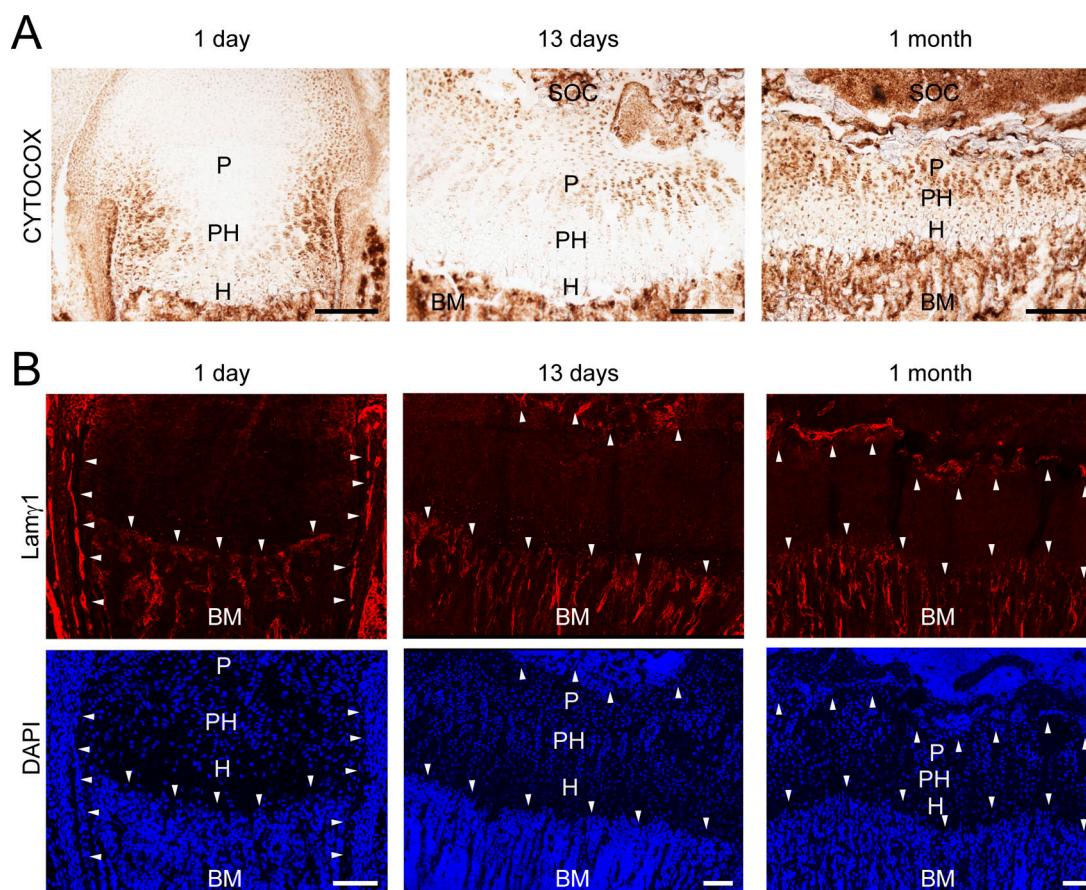 A
1 day 13 days 1 month
CYTOCOX
SOC SOC
P P P
PH PH PH
H H H
BM BM
B
1 day 13 days 1 month
Lamγ1
BM BM BM
DAPI
P P P
PH PH PH
H H H
BM BM BM